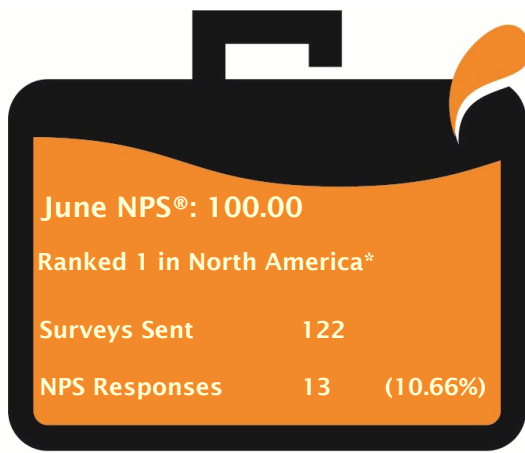 June NPS®: 100.00
Ranked 1 in North America*
Surveys Sent 122
NPS Responses 13 (10.66%)